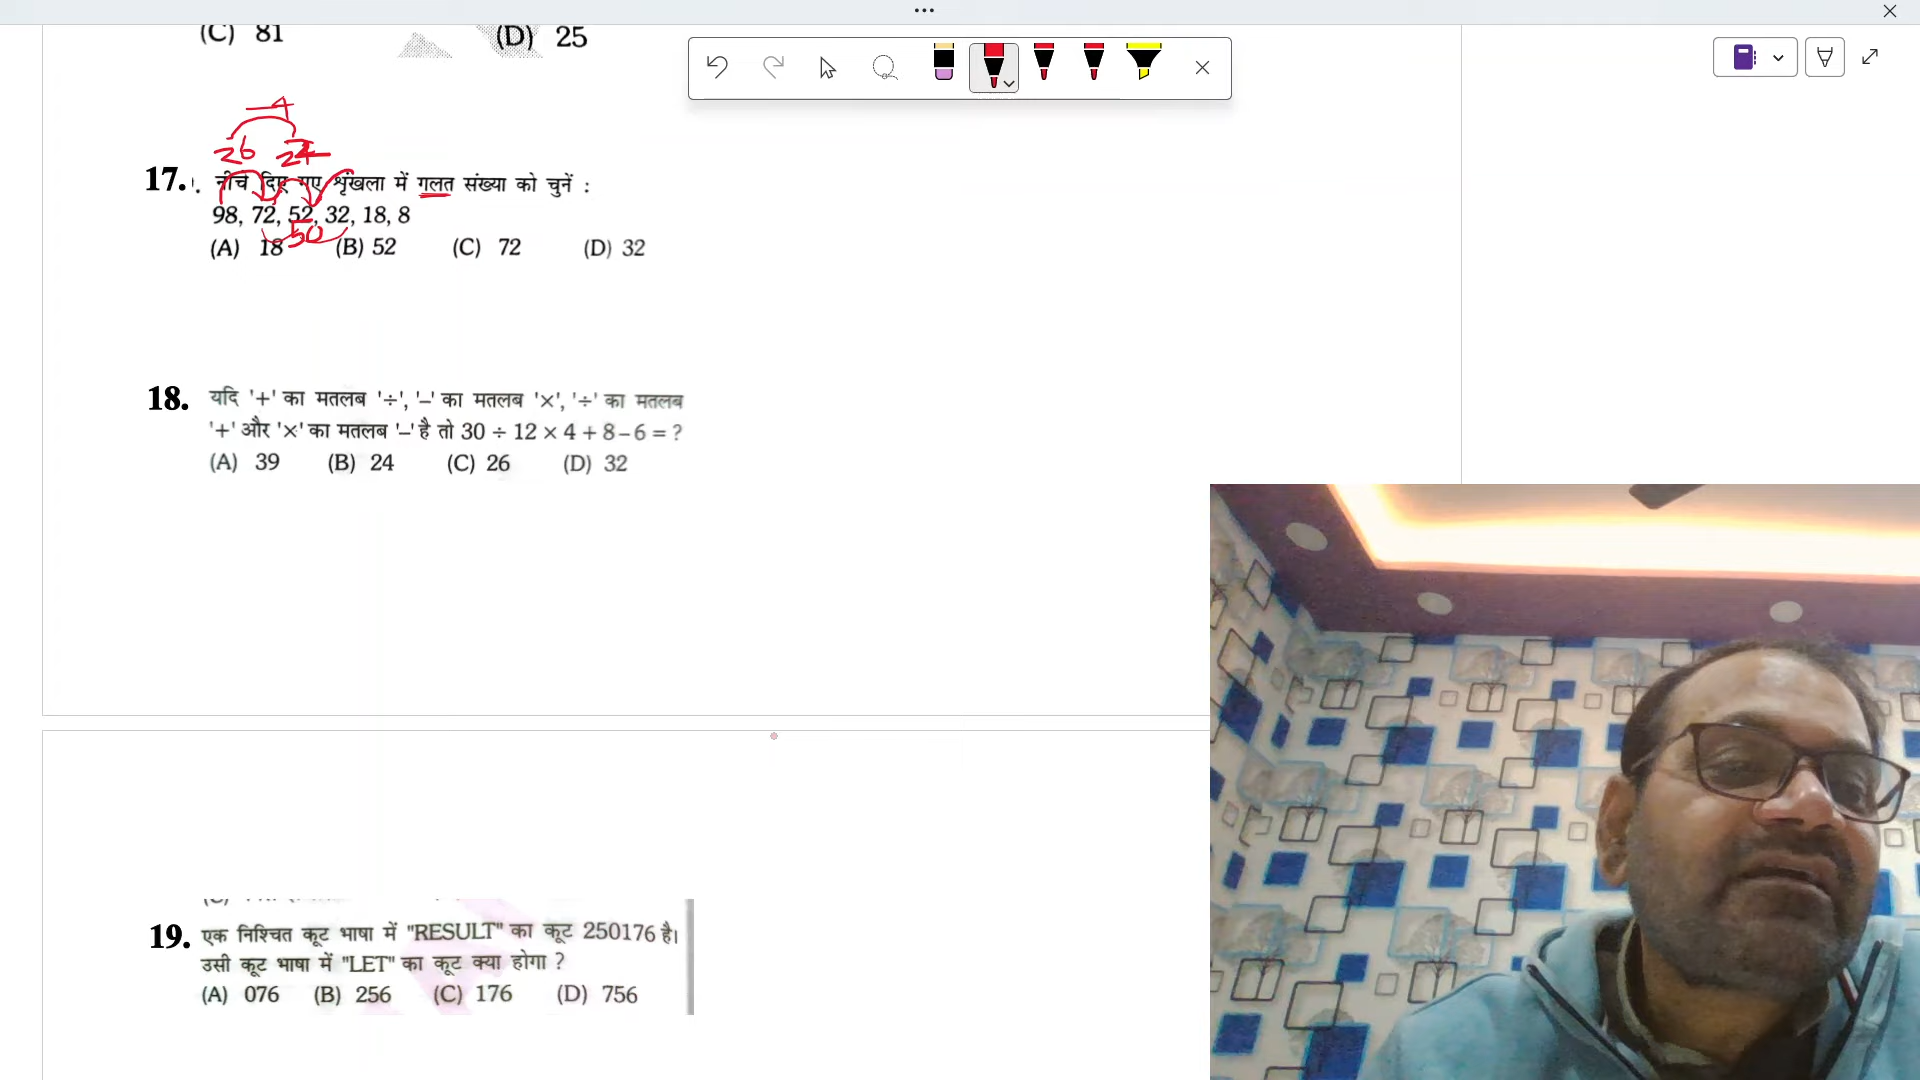 (C) 81 (D) 25
-4
26 22
17. नीचे दिए गए शृंखला में गलत संख्या को चुनें :
98, 72, 52, 32, 18, 8
50
(A) 18 (B) 52 (C) 72 (D) 32
18. यदि '+' का मतलब '÷', '–' का मतलब '×', '÷' का मतलब
'+' और '×' का मतलब '–' है तो 30 ÷ 12 × 4 + 8 – 6 = ?
(A) 39 (B) 24 (C) 26 (D) 32
19. एक निश्चित कूट भाषा में "RESULT" का कूट 250176 है।
उसी कूट भाषा में "LET" का कूट क्या होगा ?
(A) 076 (B) 256 (C) 176 (D) 756